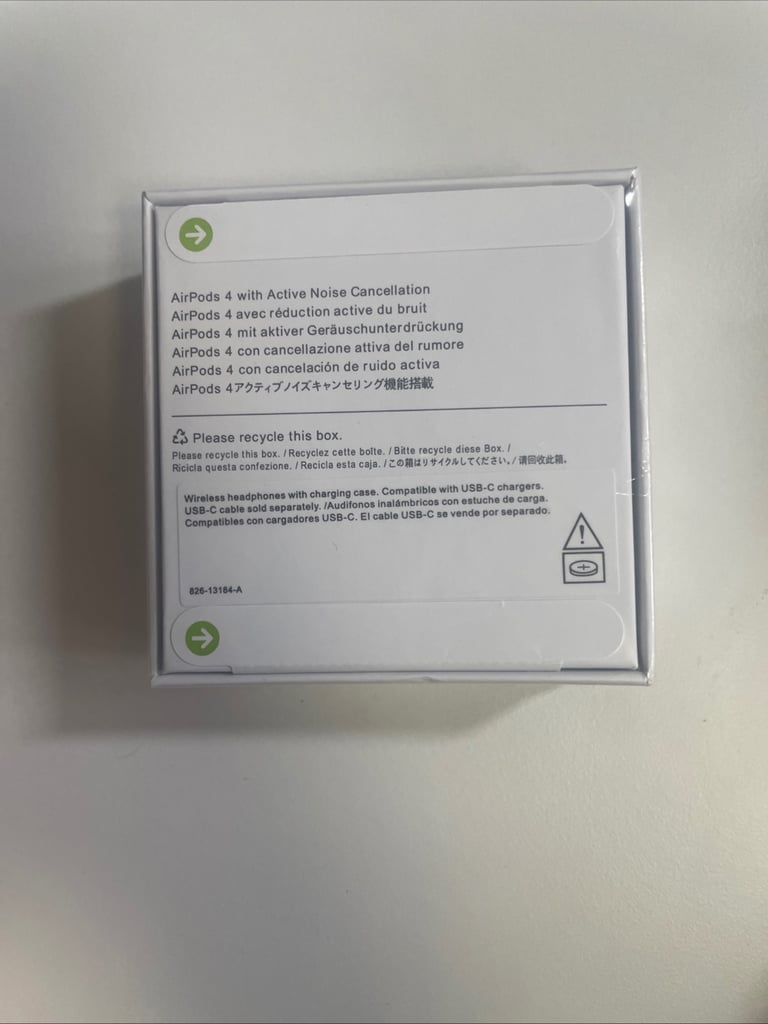 AirPods 4 with Active Noise Cancellation
AirPods 4 avec réduction active du bruit
AirPods 4 mit aktiver Geräuschunterdrückung
AirPods 4 con cancellazione attiva del rumore
AirPods 4 con cancelación de ruido activa
AirPods 4アクティブノイズキャンセリング機能搭載
Please recycle this box.
Please recycle this box. / Recyclez cette boîte. / Bitte recycle diese Box. /
Ricicla questa confezione. / Recicla esta caja. / この箱はリサイクルしてください。/ 请回收此箱。
Wireless headphones with charging case. Compatible with USB-C chargers.
USB-C cable sold separately. /Audífonos inalámbricos con estuche de carga.
Compatibles con cargadores USB-C. El cable USB-C se vende por separado.
826-13184-A